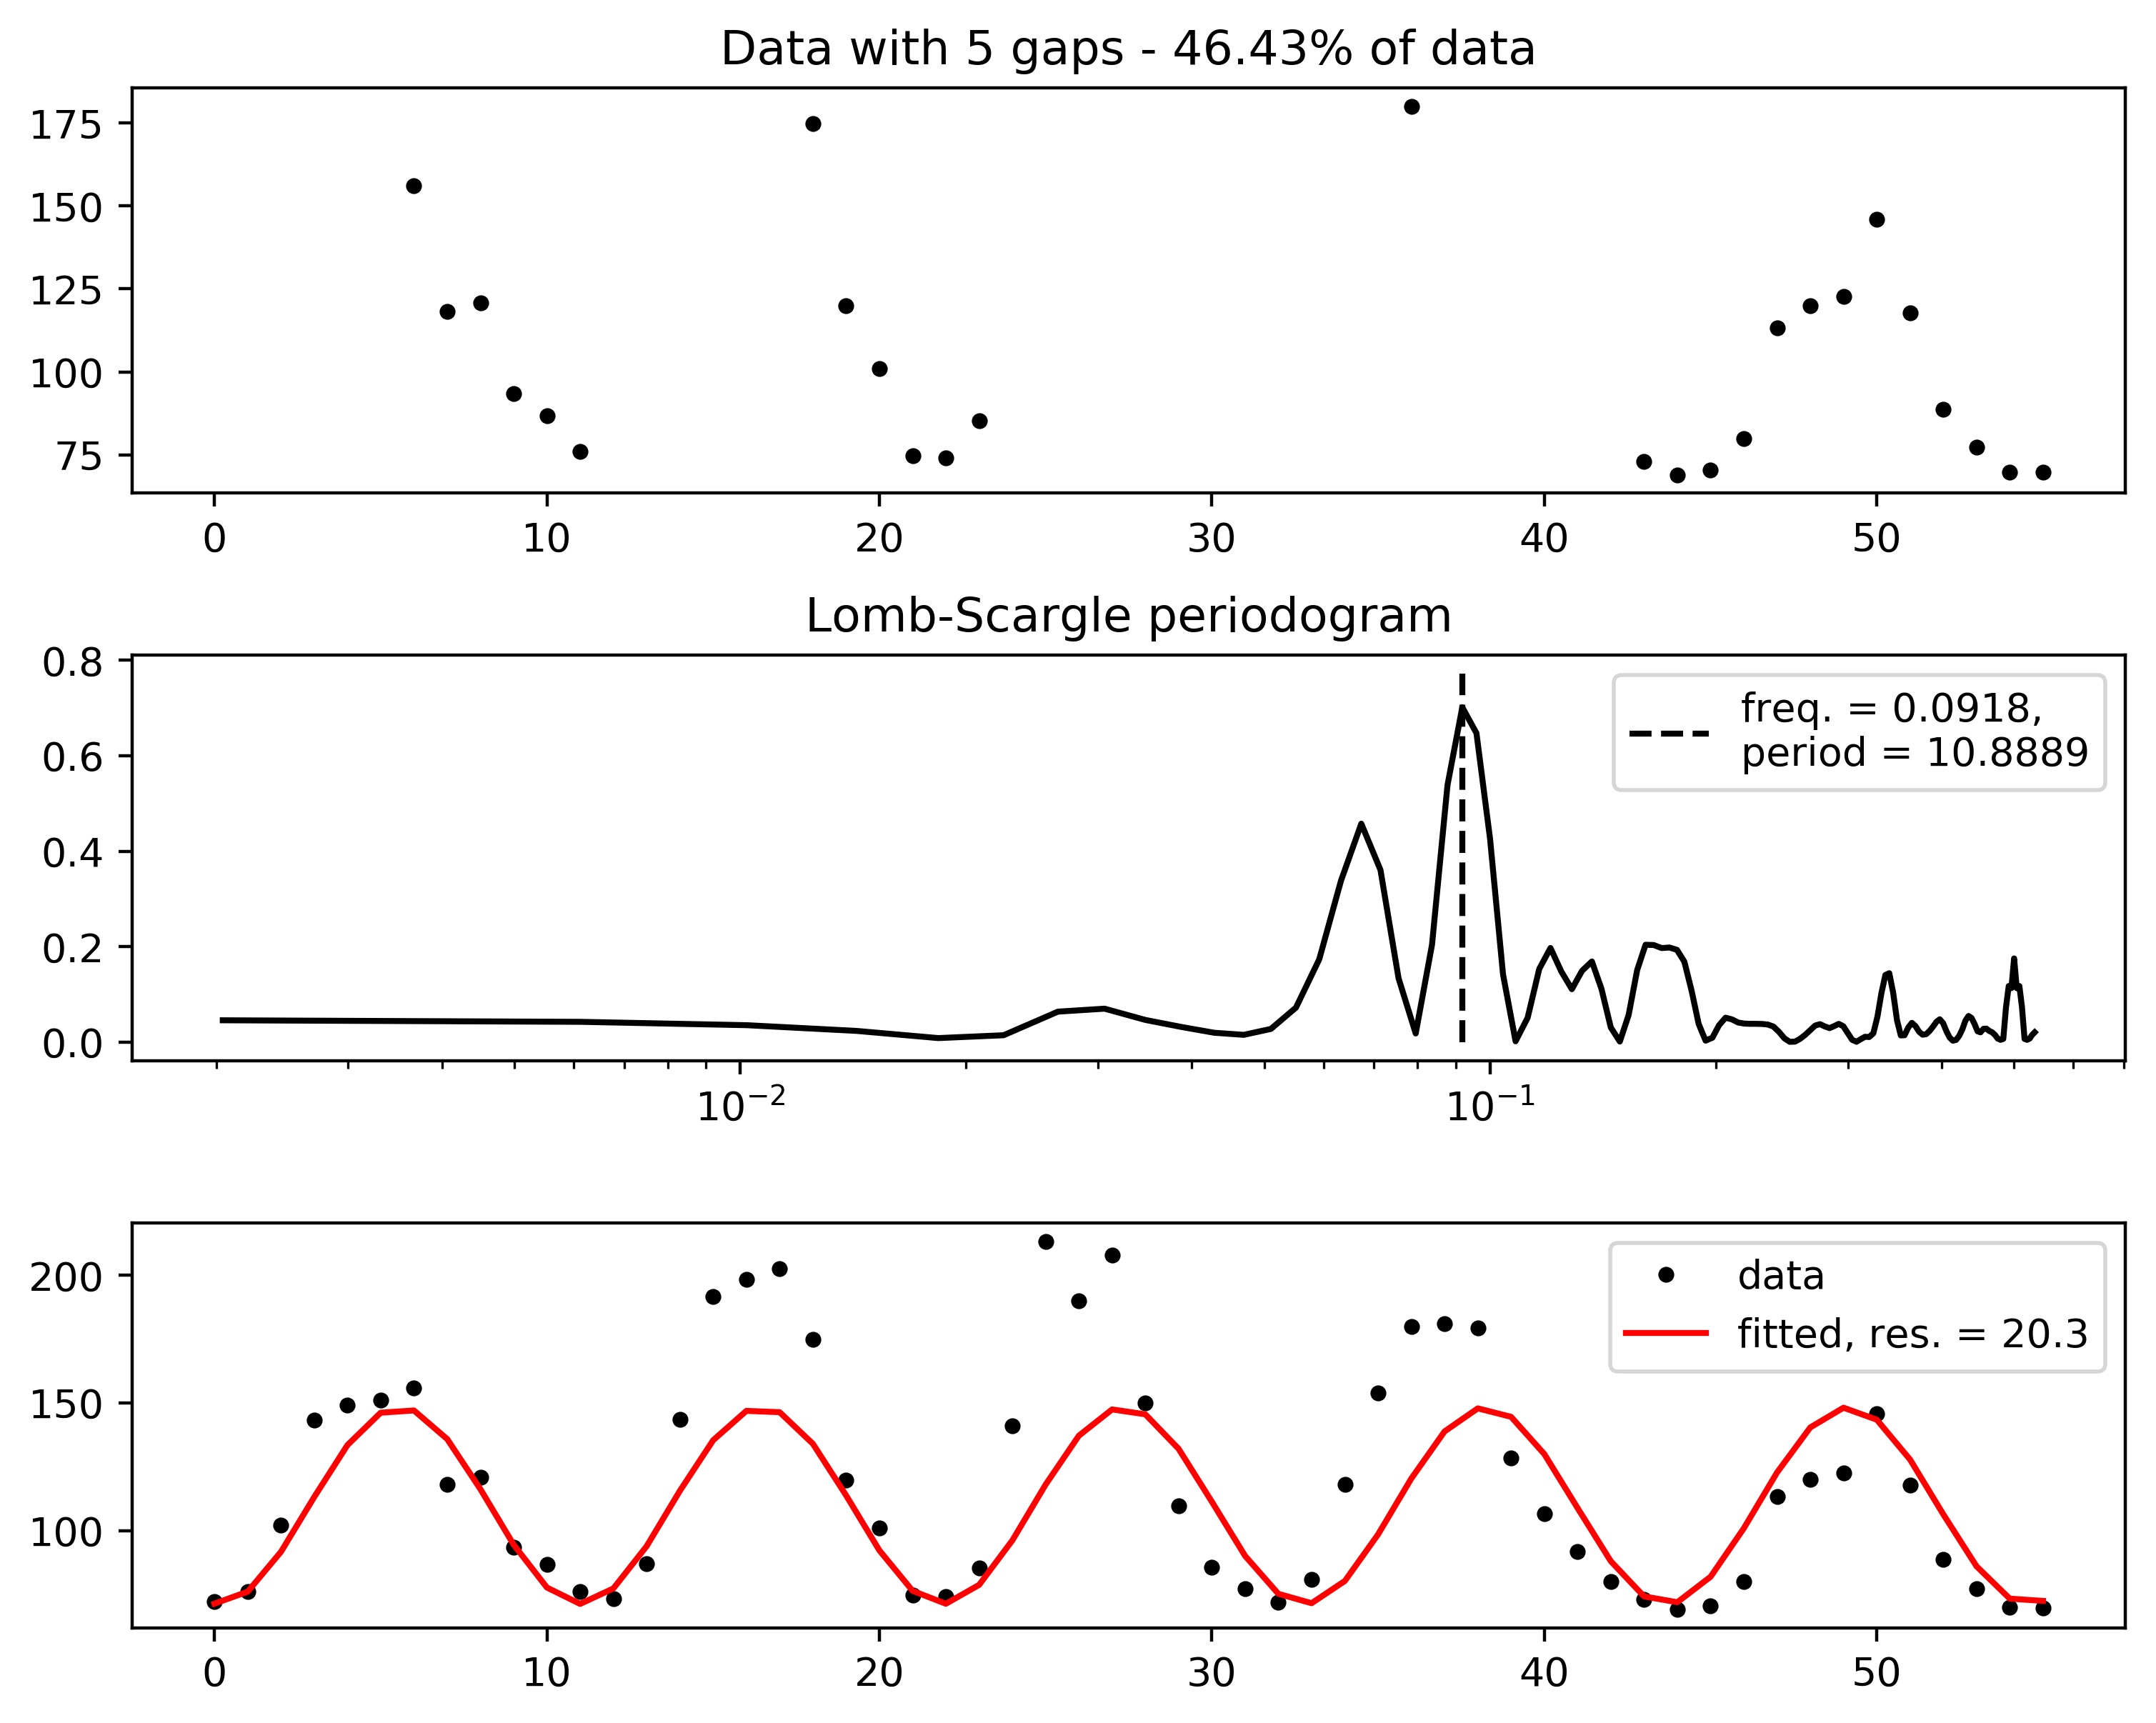 Data with 5 gaps - 46.43% of data
175
150
125
100
75
0 10 20 30 40 50
Lomb-Scargle periodogram
0.8
0.6
0.4
0.2
0.0
freq. = 0.0918,
period = 10.8889
10⁻² 10⁻¹
200
150
100
data
fitted, res. = 20.3
0 10 20 30 40 50